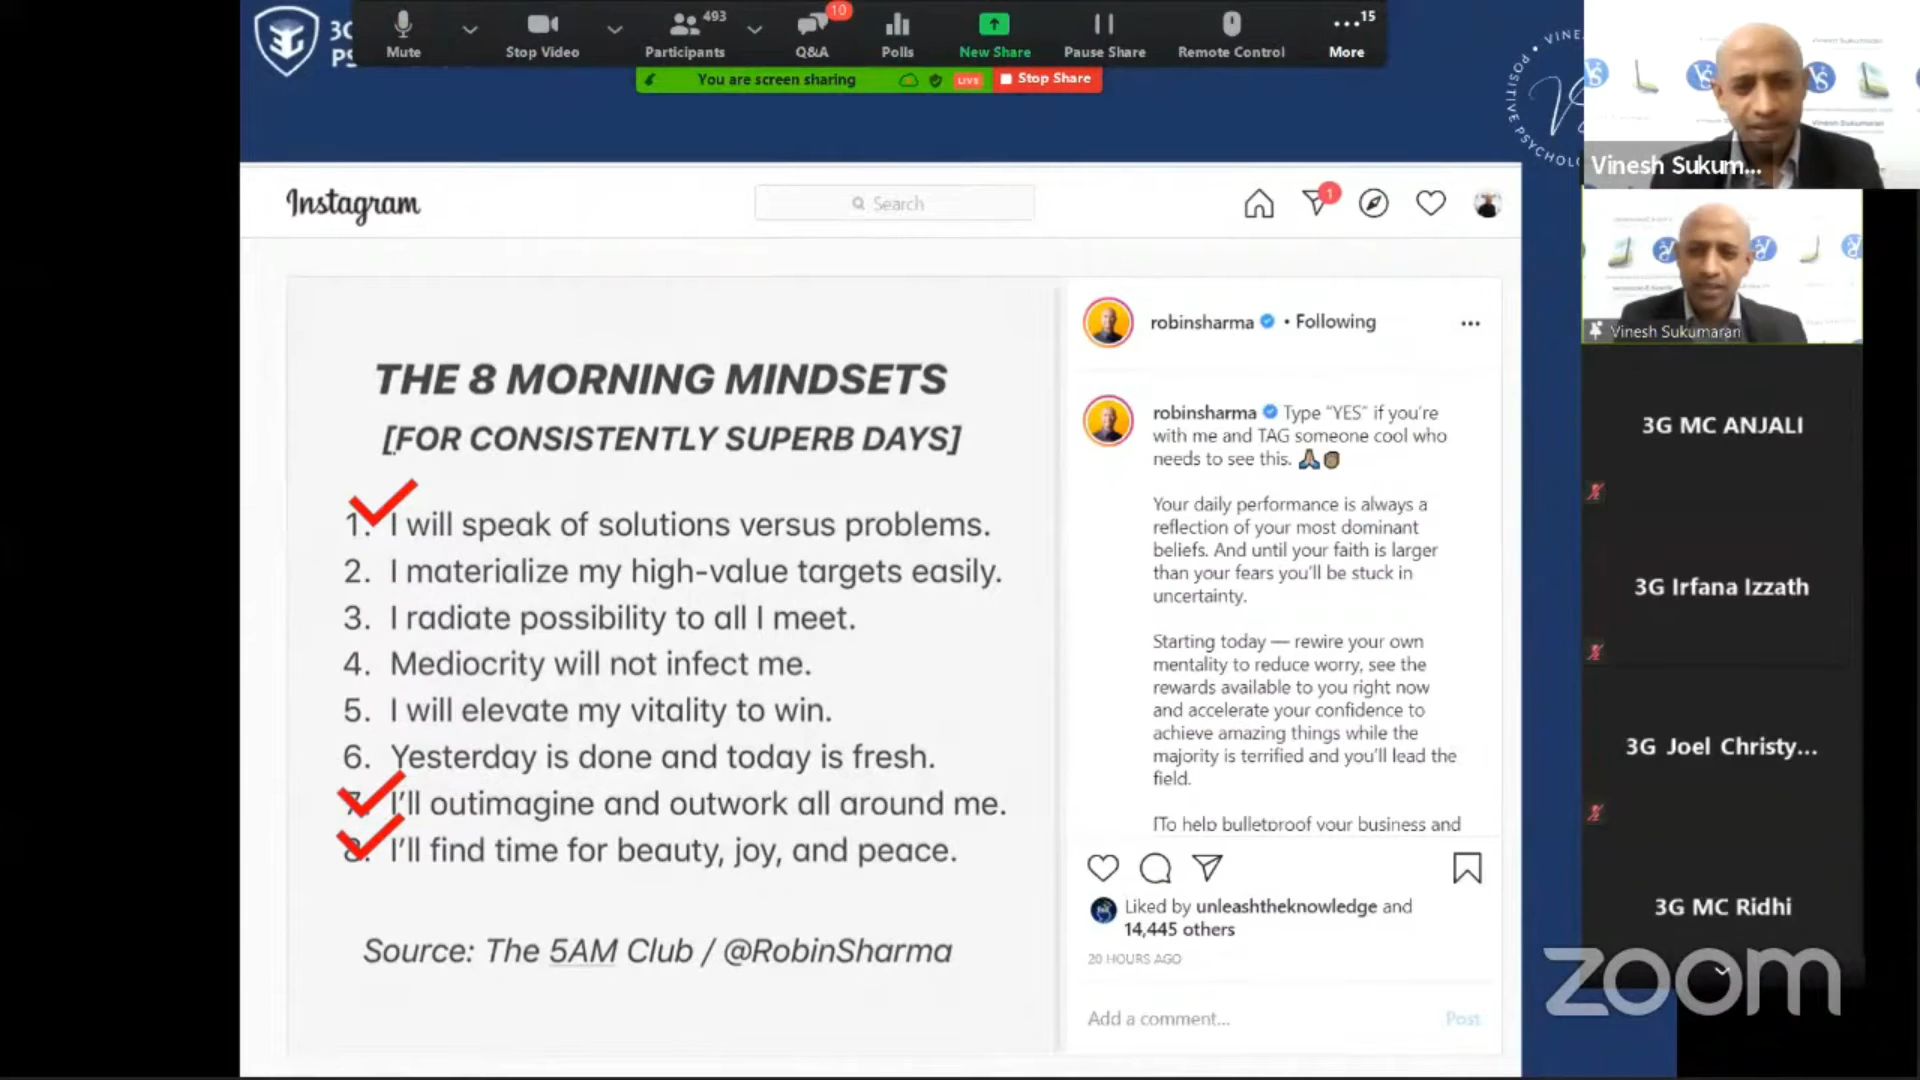 3G
PS
Mute
Stop Video
493
Participants
10
Q&A
Polls
New Share
Pause Share
Remote Control
15
More
You are screen sharing
LIVE
Stop Share
Vinesh Sukum...
Vinesh Sukumaran
Instagram
Search
1
THE 8 MORNING MINDSETS
[FOR CONSISTENTLY SUPERB DAYS]
1. I will speak of solutions versus problems.
2. I materialize my high-value targets easily.
3. I radiate possibility to all I meet.
4. Mediocrity will not infect me.
5. I will elevate my vitality to win.
6. Yesterday is done and today is fresh.
7. I'll outimagine and outwork all around me.
8. I'll find time for beauty, joy, and peace.
Source: The 5AM Club / @RobinSharma
robinsharma • Following
robinsharma Type “YES” if you’re
with me and TAG someone cool who
needs to see this.
Your daily performance is always a
reflection of your most dominant
beliefs. And until your faith is larger
than your fears you’ll be stuck in
uncertainty.
Starting today — rewire your own
mentality to reduce worry, see the
rewards available to you right now
and accelerate your confidence to
achieve amazing things while the
majority is terrified and you’ll lead the
field.
[To help bulletproof your business and
Liked by unleashtheknowledge and
14,445 others
20 HOURS AGO
Add a comment...
Post
3G MC ANJALI
3G Irfana Izzath
3G Joel Christy...
3G MC Ridhi
zoom